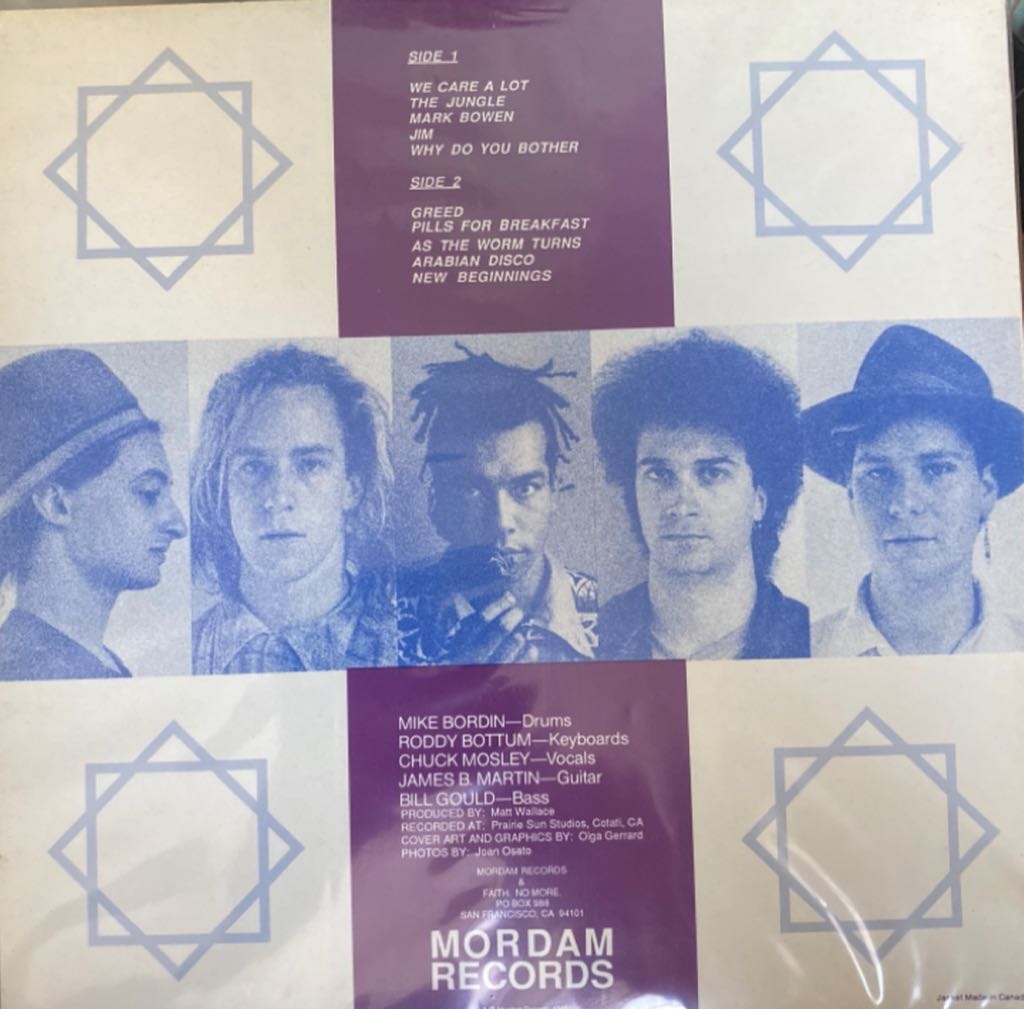 SIDE 1
WE CARE A LOT
THE JUNGLE
MARK BOWEN
JIM
WHY DO YOU BOTHER
SIDE 2
GREED
PILLS FOR BREAKFAST
AS THE WORM TURNS
ARABIAN DISCO
NEW BEGINNINGS
MIKE BORDIN—Drums
RODDY BOTTUM—Keyboards
CHUCK MOSLEY—Vocals
JAMES B. MARTIN—Guitar
BILL GOULD—Bass
PRODUCED BY: Matt Wallace
RECORDED AT: Prairie Sun Studios, Cotati, CA
COVER ART AND GRAPHICS BY: Olga Gerrard
PHOTOS BY: Joan Osato
MORDAM RECORDS
&
FAITH. NO MORE.
PO BOX 988
SAN FRANCISCO, CA 94101
MORDAM
RECORDS
Jacket Made in Canada